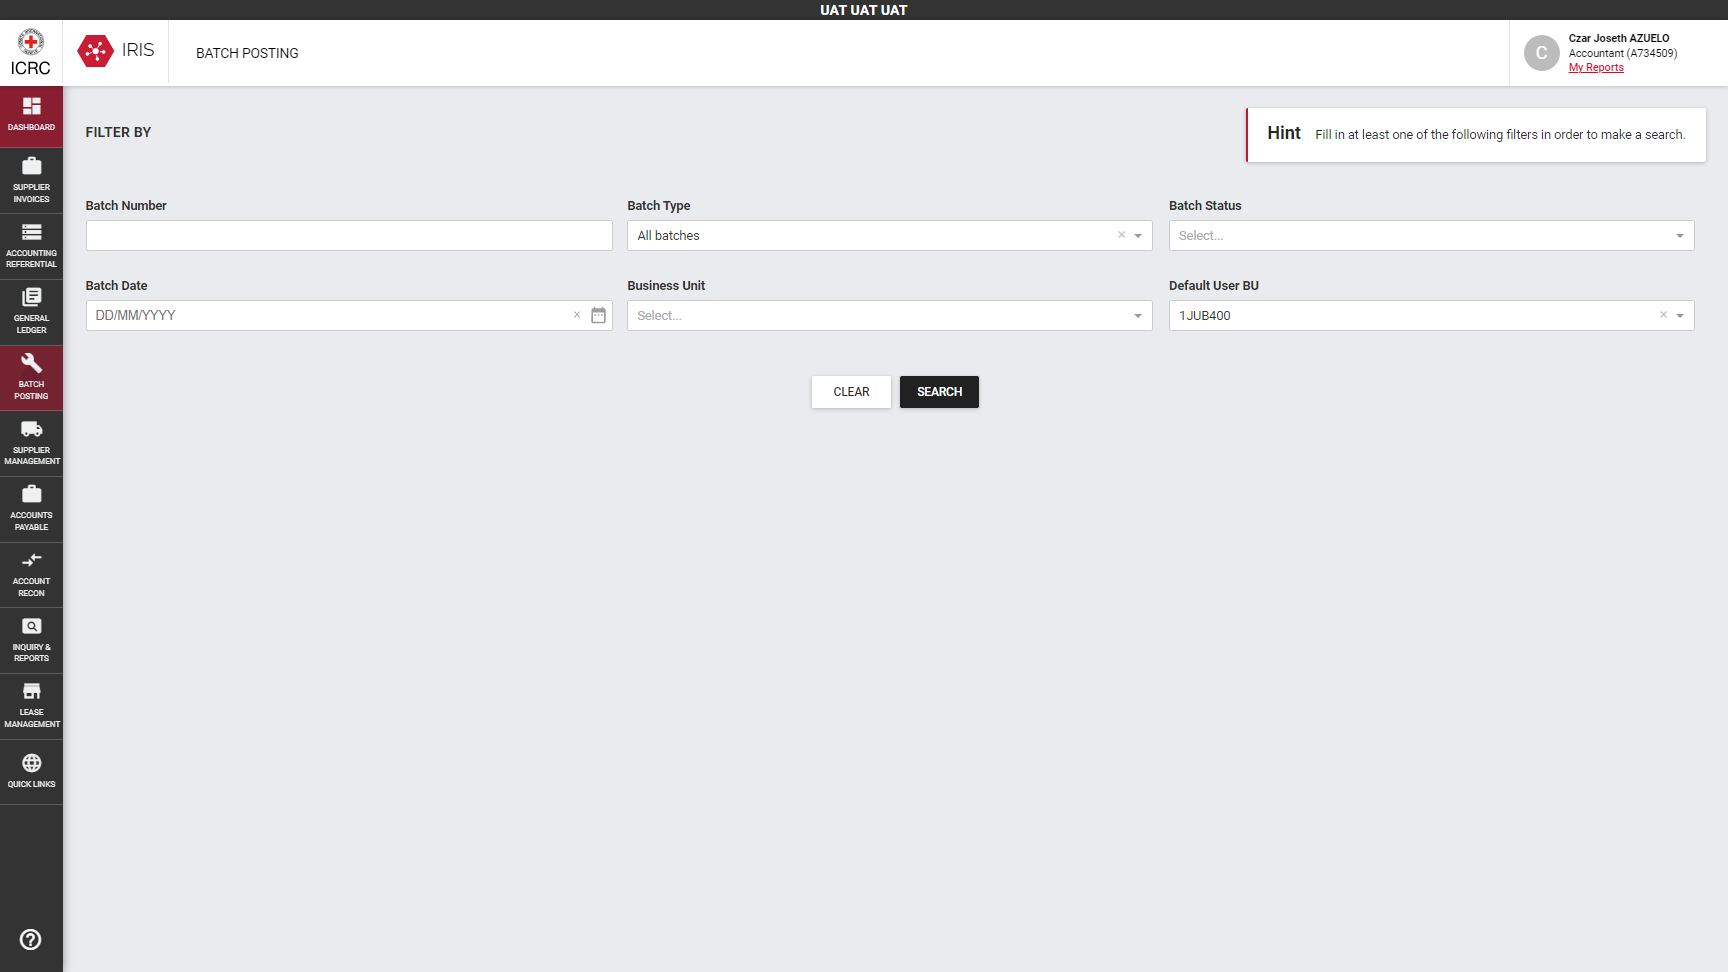 UAT UAT UAT
ICRC
IRIS
BATCH POSTING
C
Czar Joseth AZUELO
Accountant (A734509)
My Reports
DASHBOARD
SUPPLIER
INVOICES
ACCOUNTING
REFERENTIAL
GENERAL
LEDGER
BATCH
POSTING
SUPPLIER
MANAGEMENT
ACCOUNTS
PAYABLE
ACCOUNT
RECON
INQUIRY &
REPORTS
LEASE
MANAGEMENT
QUICK LINKS
FILTER BY
Hint Fill in at least one of the following filters in order to make a search.
Batch Number
Batch Type
All batches
Batch Status
Select...
Batch Date
DD/MM/YYYY
Business Unit
Select...
Default User BU
1JUB400
CLEAR
SEARCH